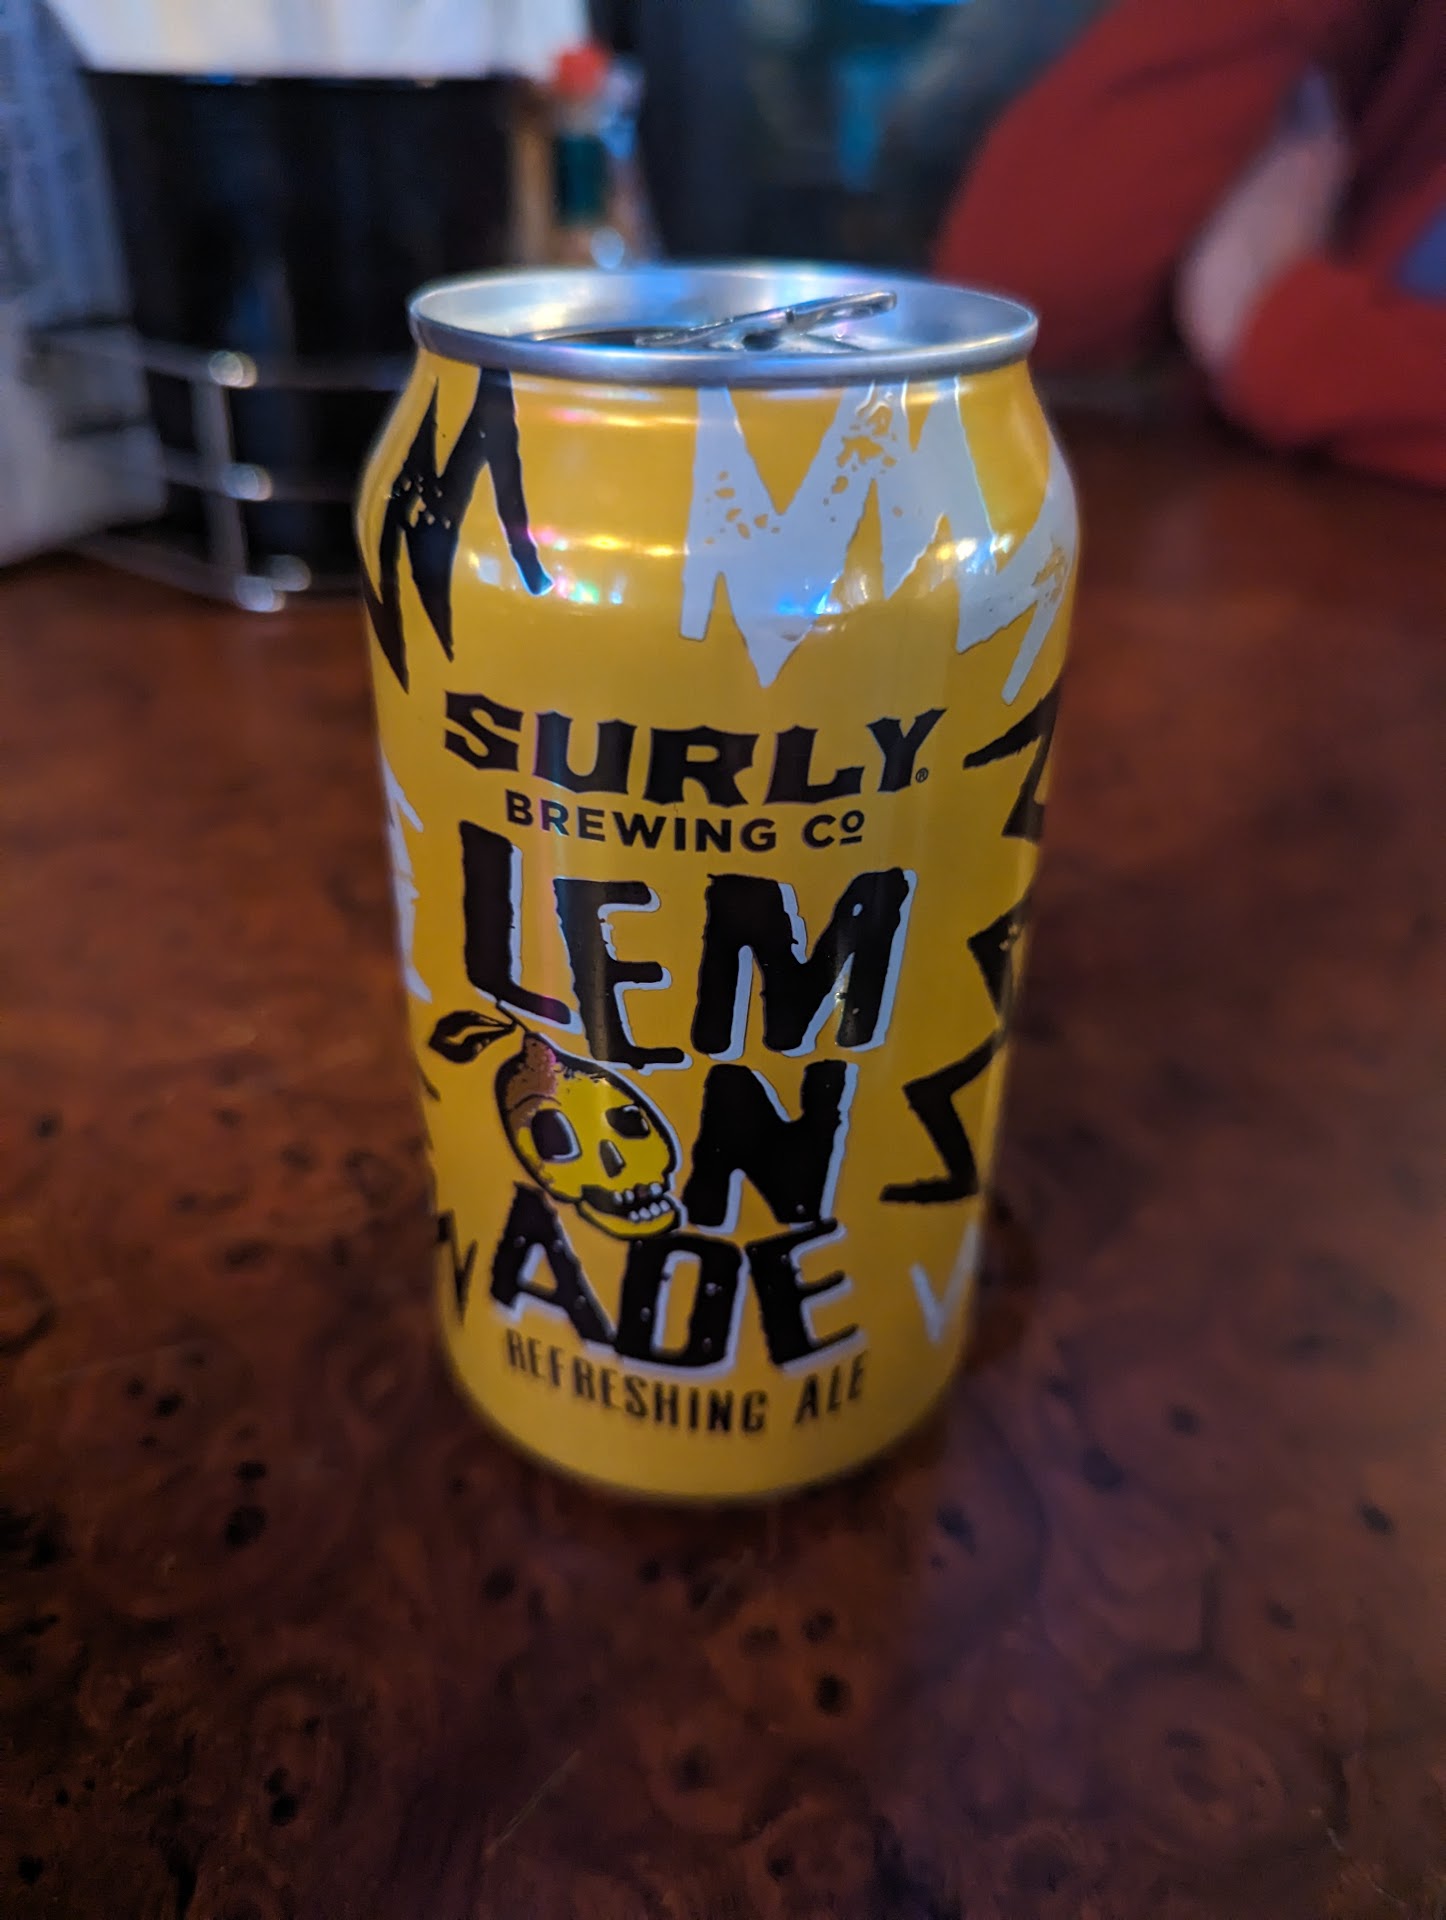 SURLY®
BREWING Cº
LEM
ON
ADE
REFRESHING ALE